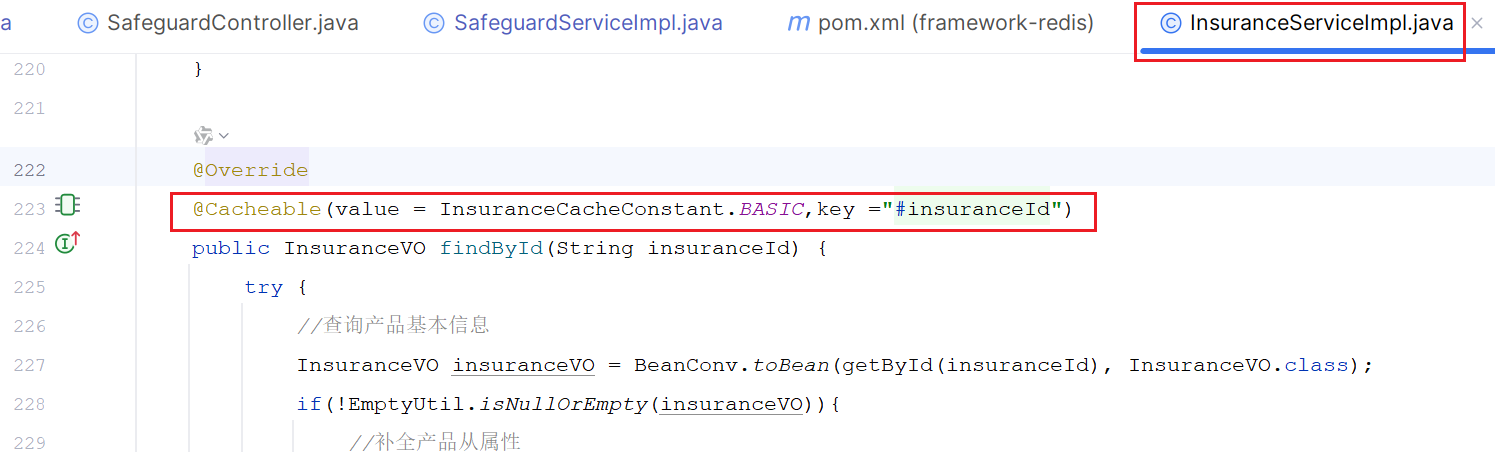 a SafeguardController.java SafeguardServiceImpl.java m pom.xml (framework-redis) InsuranceServiceImpl.java
220 }
221
222 @Override
223 @Cacheable(value = InsuranceCacheConstant.BASIC,key ="#insuranceId")
224 public InsuranceVO findById(String insuranceId) {
225 try {
226 //查询产品基本信息
227 InsuranceVO insuranceVO = BeanConv.toBean(getById(insuranceId), InsuranceVO.class);
228 if(!EmptyUtil.isNullOrEmpty(insuranceVO)){
229 //补全产品从属性